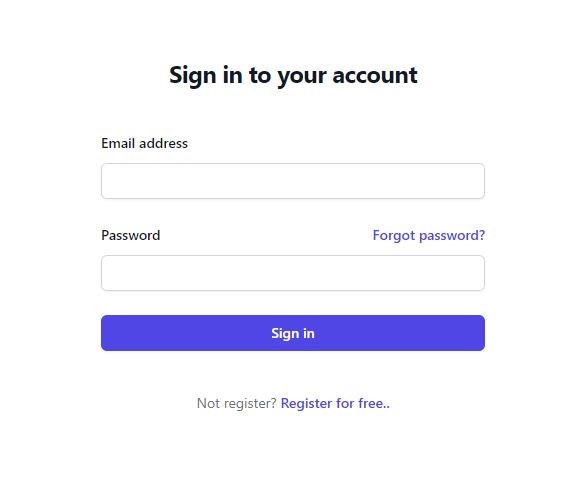 Sign in to your account
Email address
Password Forgot password?
Sign in
Not register? Register for free..